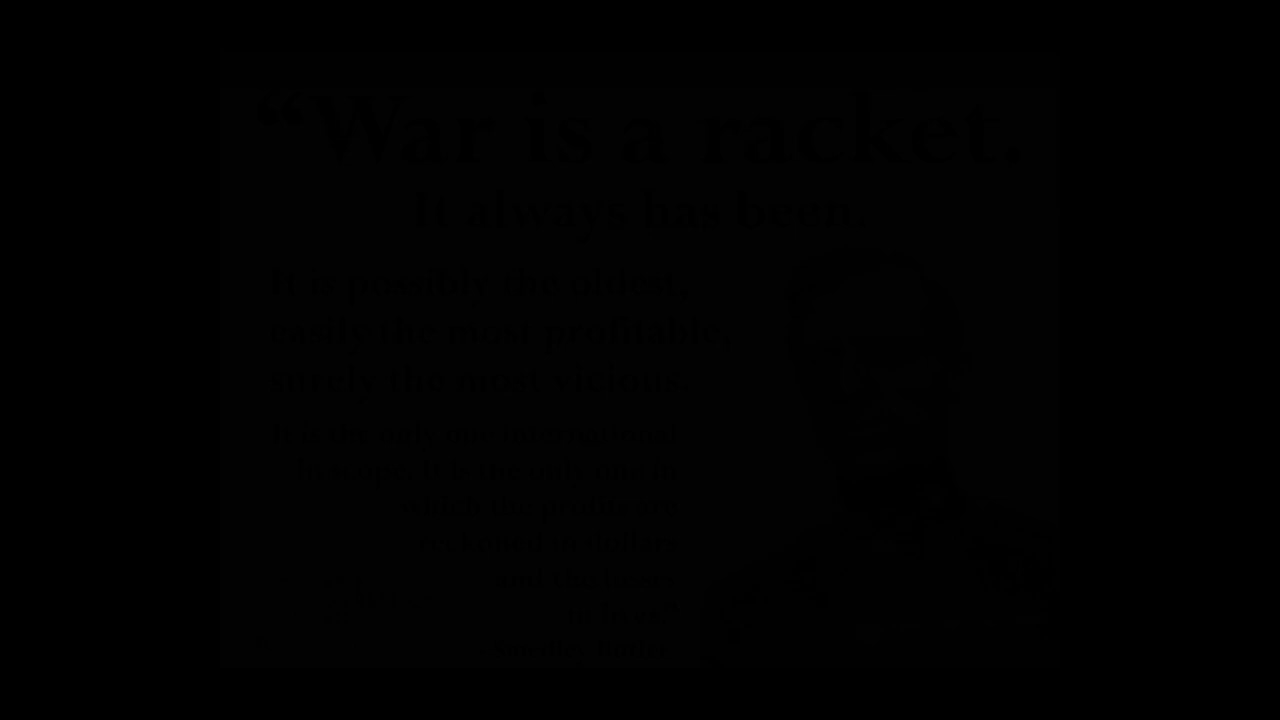 “War is a racket.
It always has been.
It is possibly the oldest,
easily the most profitable,
surely the most vicious.
It is the only one international
in scope. It is the only one in
which the profits are
reckoned in dollars
and the losses
in lives”
Smedley Butler